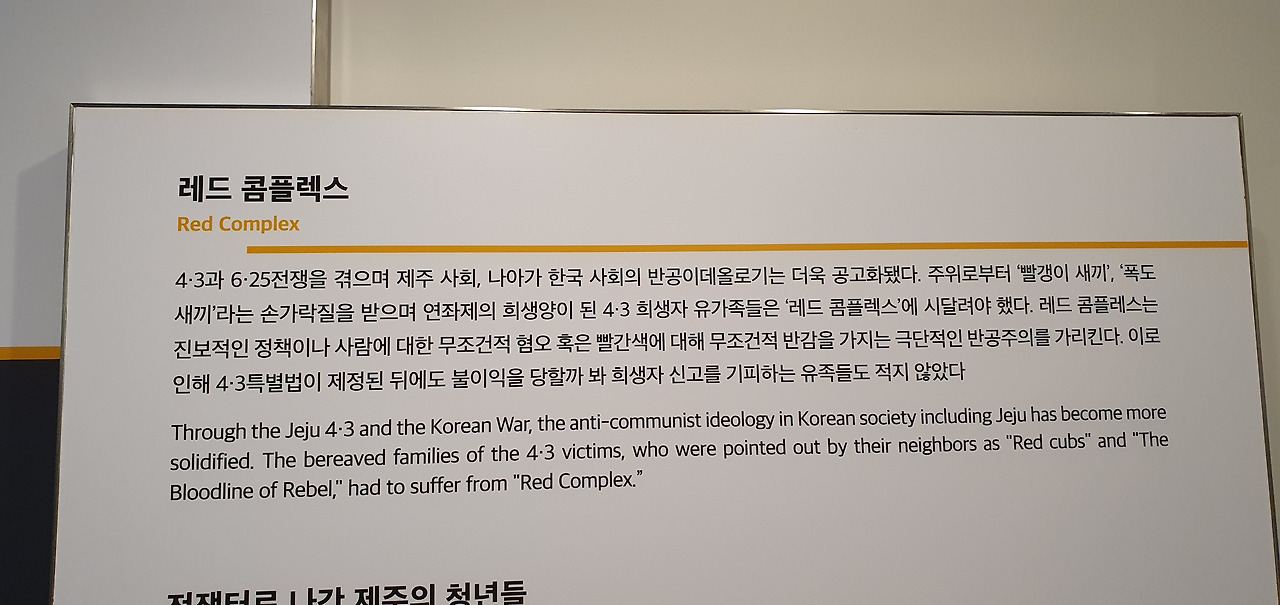 레드 콤플렉스
Red Complex
4·3과 6·25전쟁을 겪으며 제주 사회, 나아가 한국 사회의 반공이데올로기는 더욱 공고화됐다. 주위로부터 ‘빨갱이 새끼’, ‘폭도
새끼’라는 손가락질을 받으며 연좌제의 희생양이 된 4·3 희생자 유가족들은 ‘레드 콤플렉스’에 시달려야 했다. 레드 콤플레스는
진보적인 정책이나 사람에 대한 무조건적 혐오 혹은 빨간색에 대해 무조건적 반감을 가지는 극단적인 반공주의를 가리킨다. 이로
인해 4·3특별법이 제정된 뒤에도 불이익을 당할까 봐 희생자 신고를 기피하는 유족들도 적지 않았다
Through the Jeju 4·3 and the Korean War, the anti-communist ideology in Korean society including Jeju has become more
solidified. The bereaved families of the 4·3 victims, who were pointed out by their neighbors as "Red cubs" and "The
Bloodline of Rebel," had to suffer from "Red Complex.”
전쟁터로 나간 제주의 청년들